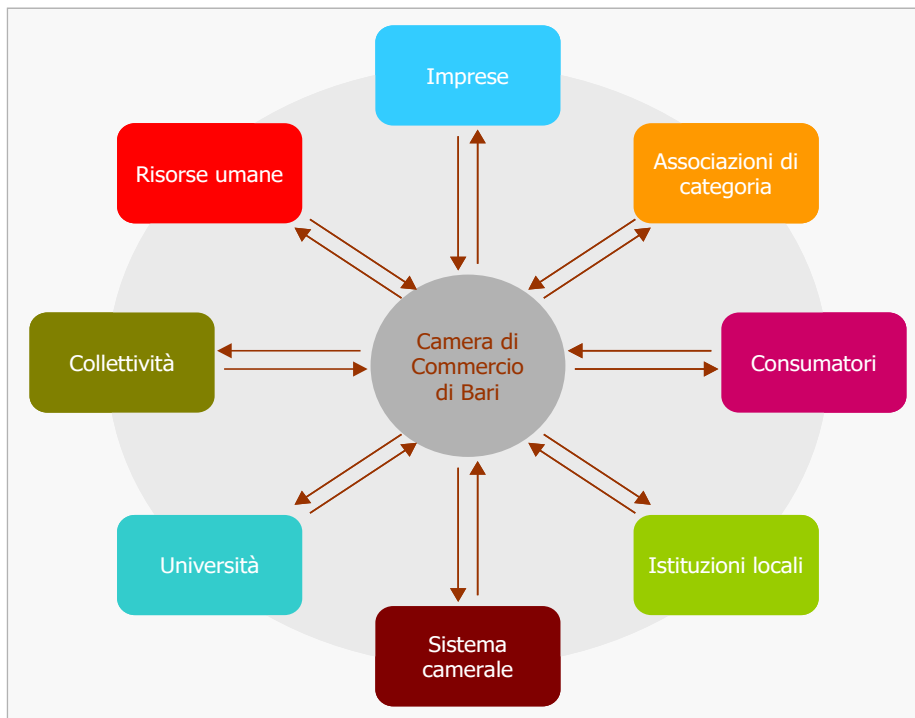 Imprese
Risorse umane
Associazioni di
categoria
Collettività
Camera di
Commercio
di Bari
Consumatori
Università
Istituzioni locali
Sistema
camerale